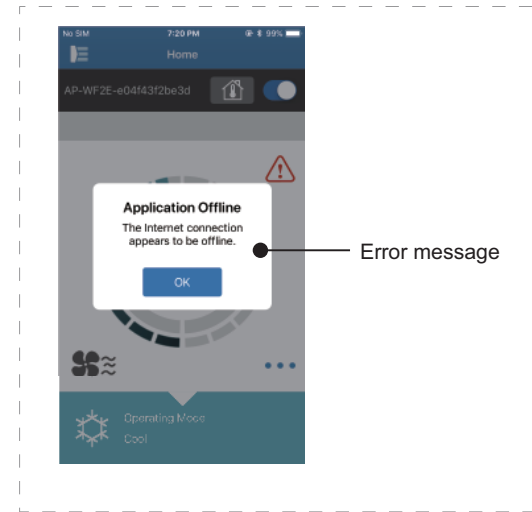 No SIM 7:20 PM 99%
Home
AP-WF2E-e04f43f2be3d
Application Offline
The Internet connection
appears to be offline.
OK
Error message
Operating Mode
Cool